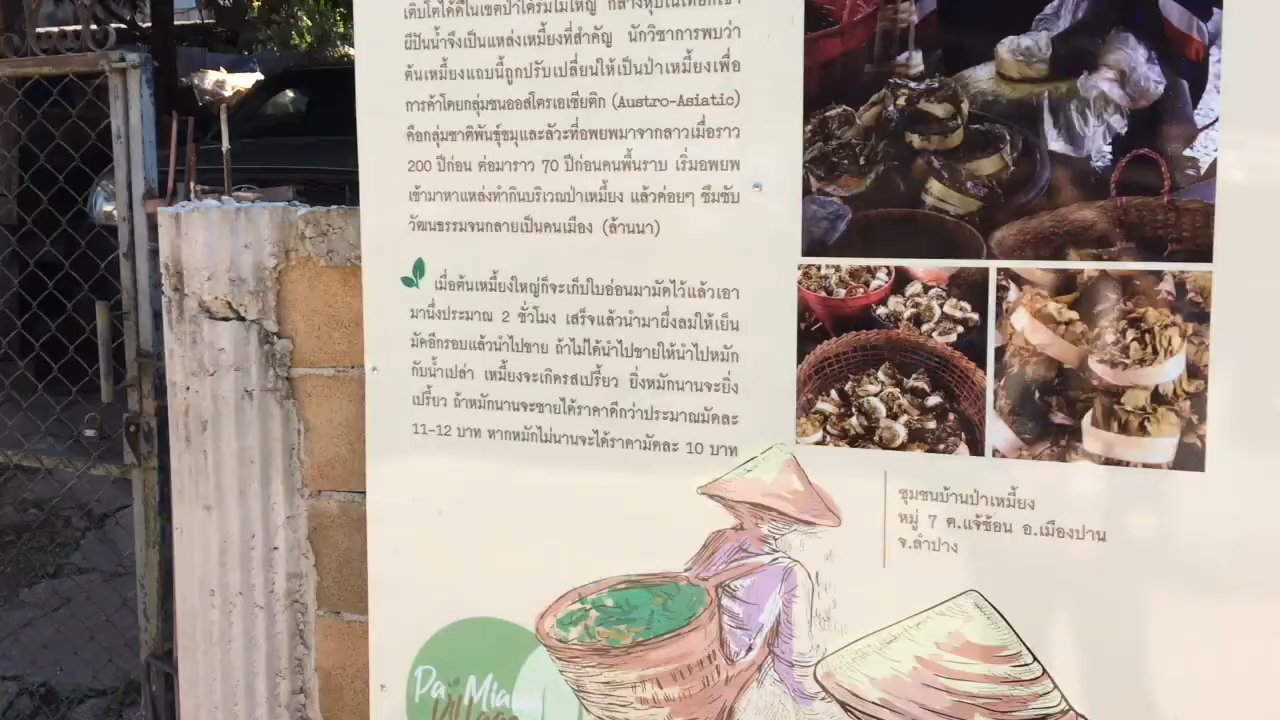 เติบโตได้ดีในเขตป่าได้ร่มไม้ใหญ่ กลางหุบในเทือกเขา
ผีปันน้ำจึงเป็นแหล่งเหมี้ยงที่สำคัญ นักวิชาการพบว่า
ต้นเหมี้ยงแถบนี้ถูกปรับเปลี่ยนให้เป็นป่าเหมี้ยงเพื่อ
การค้าโดยกลุ่มชนออสโตรเอเชียติก (Austro-Asiatic)
คือกลุ่มชาติพันธุ์ขมุและลัวะที่อพยพมาจากลาวเมื่อราว
200 ปีก่อน ต่อมาราว 70 ปีก่อนคนพื้นราบ เริ่มอพยพ
เข้ามาหาแหล่งทำกินบริเวณป่าเหมี้ยง แล้วค่อยๆ ซึมซับ
วัฒนธรรมจนกลายเป็นคนเมือง (ล้านนา)
เมื่อต้นเหมี้ยงใหญ่ก็จะเก็บใบอ่อนมามัดไว้แล้วเอา
มานึ่งประมาณ 2 ชั่วโมง เสร็จแล้วนำมาผึ่งลมให้เย็น
มัดอีกรอบแล้วนำไปขาย ถ้าไม่ได้นำไปขายให้นำไปหมัก
กับน้ำเปล่า เหมี้ยงจะเกิดรสเปรี้ยว ยิ่งหมักนานจะยิ่ง
เปรี้ยว ถ้าหมักนานจะขายได้ราคาดีกว่าประมาณมัดละ
11-12 บาท หากหมักไม่นานจะได้ราคามัดละ 10 บาท
ชุมชนบ้านป่าเหมี้ยง
หมู่ 7 ต.แจ้ซ้อน อ.เมืองปาน
จ.ลำปาง
Pa Miang
Village